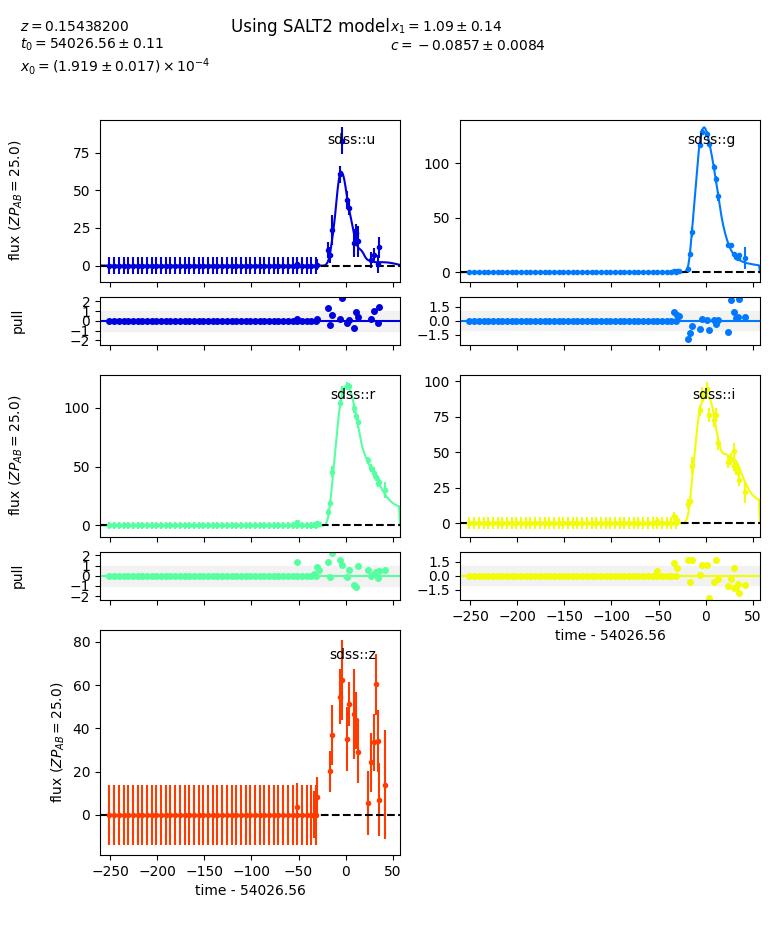 Using SALT2 model
z = 0.15438200
t₀ = 54026.56 ± 0.11
x₀ = (1.919 ± 0.017) × 10⁻⁴
x₁ = 1.09 ± 0.14
c = −0.0857 ± 0.0084
flux (ZP_AB = 25.0)
75
50
25
0
sdss::u
100
50
0
sdss::g
pull
2
1
0
−1
−2
1.5
0.0
−1.5
flux (ZP_AB = 25.0)
100
50
0
sdss::r
100
75
50
25
0
sdss::i
pull
2
1
0
−1
−2
1.5
0.0
−1.5
−250 −200 −150 −100 −50 0 50
time - 54026.56
flux (ZP_AB = 25.0)
80
60
40
20
0
sdss::z
−250 −200 −150 −100 −50 0 50
time - 54026.56